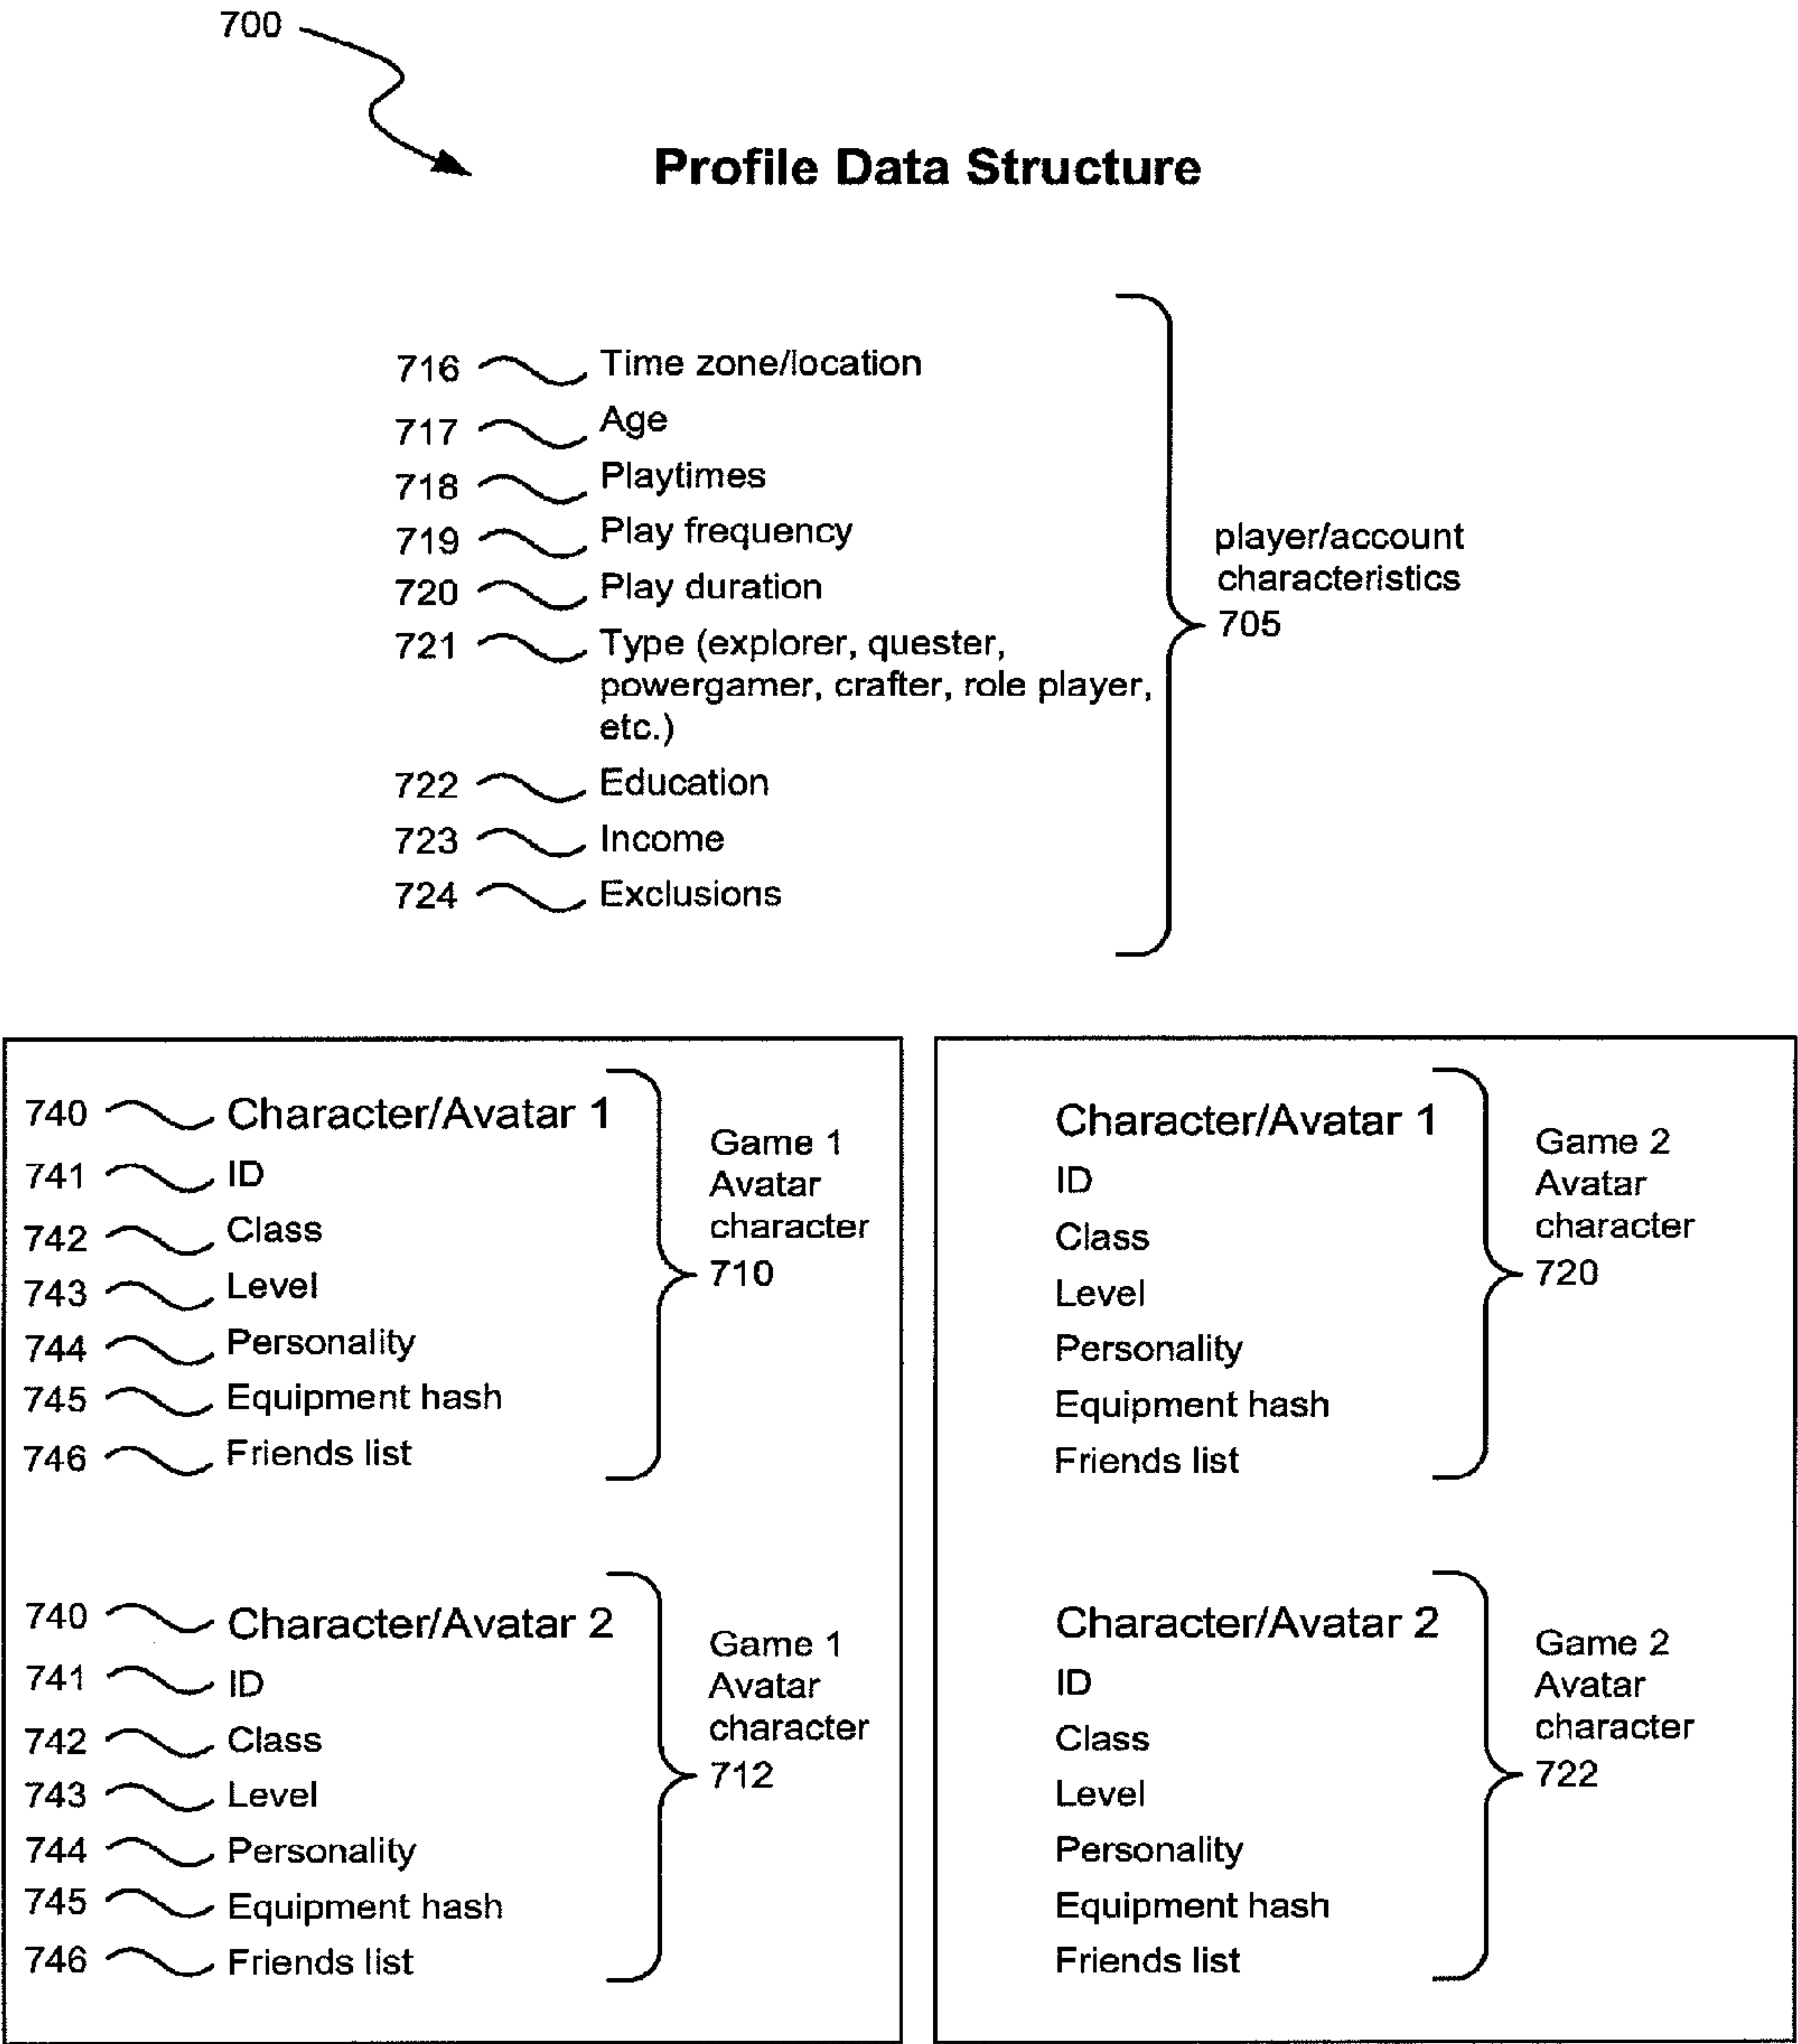 700
Profile Data Structure
716 Time zone/location
717 Age
718 Playtimes
719 Play frequency
720 Play duration
721 Type (explorer, quester,
powergamer, crafter, role player,
etc.)
722 Education
723 Income
724 Exclusions
player/account
characteristics
705
740 Character/Avatar 1
741 ID
742 Class
743 Level
744 Personality
745 Equipment hash
746 Friends list
Game 1
Avatar
character
710
740 Character/Avatar 2
741 ID
742 Class
743 Level
744 Personality
745 Equipment hash
746 Friends list
Game 1
Avatar
character
712
Character/Avatar 1
ID
Class
Level
Personality
Equipment hash
Friends list
Game 2
Avatar
character
720
Character/Avatar 2
ID
Class
Level
Personality
Equipment hash
Friends list
Game 2
Avatar
character
722